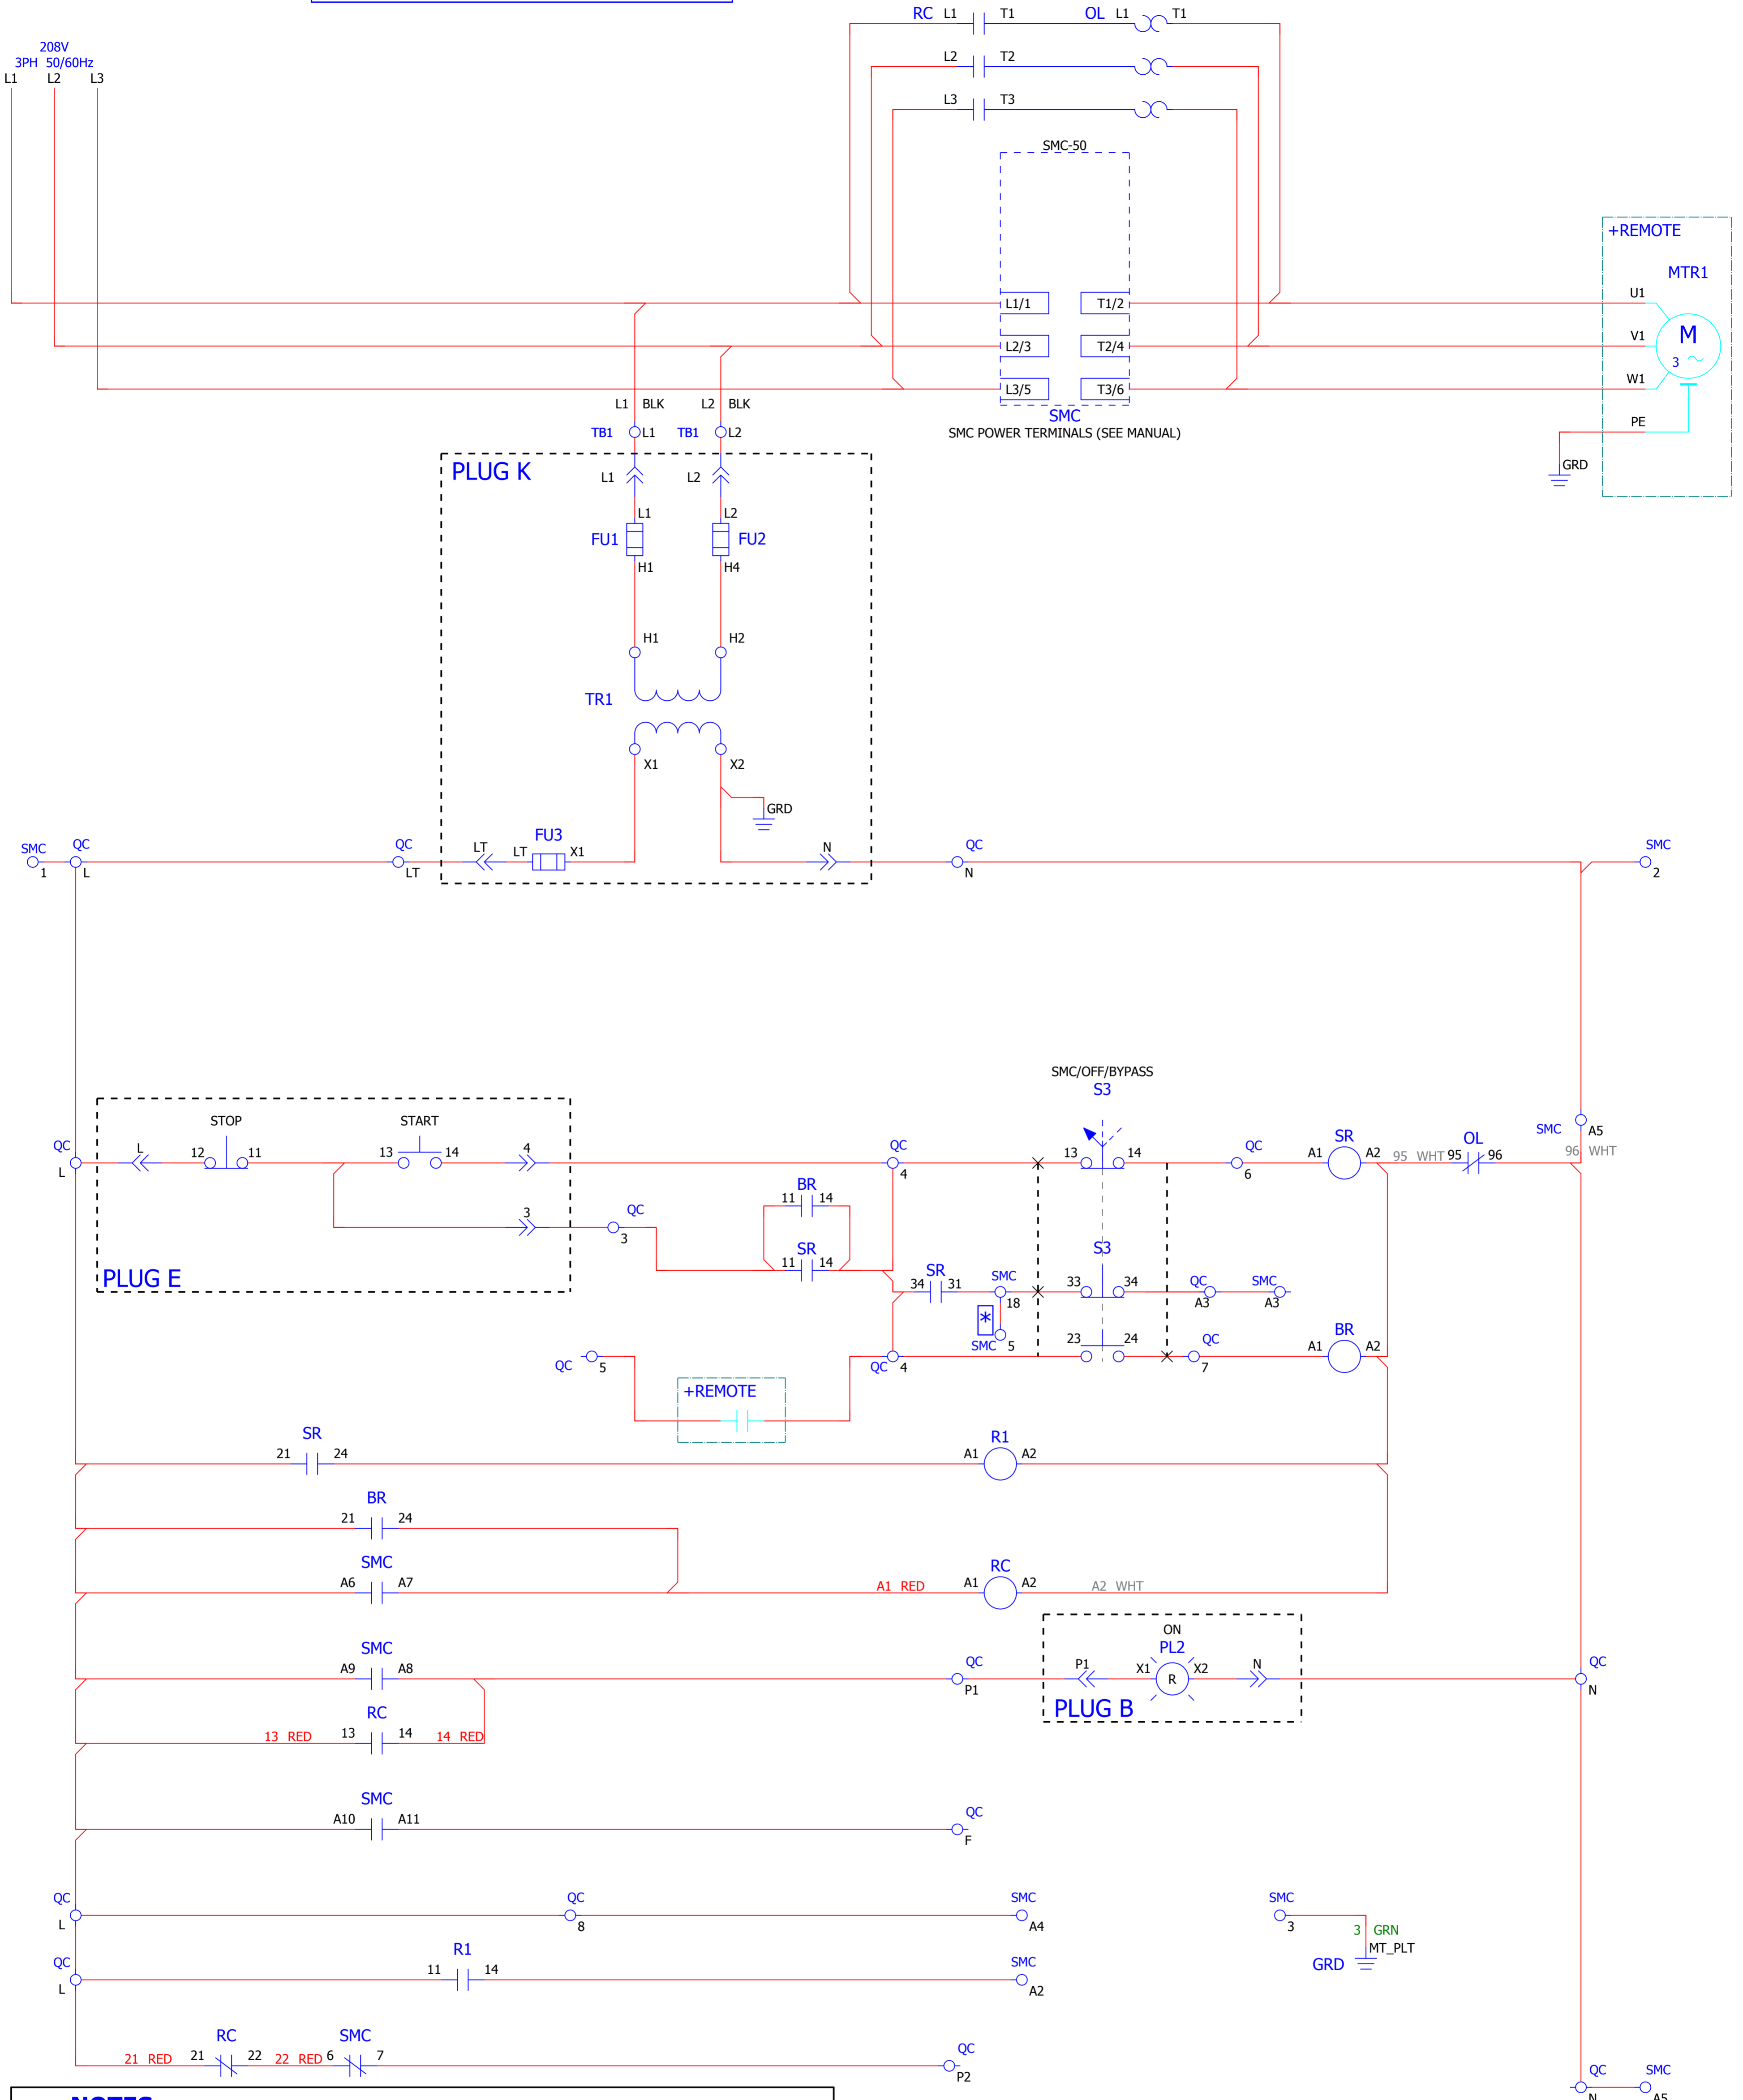 RC L1 T1 OL L1 T1
208V
3PH 50/60Hz
L1 L2 L3
L2 T2
L3 T3
SMC-50
+REMOTE
MTR1
U1
L1/1 T1/2
V1
M
3
L2/3 T2/4
W1
L3/5 T3/6
L1 BLK L2 BLK
SMC
SMC POWER TERMINALS (SEE MANUAL)
PE
TB1 L1 TB1 L2
GRD
PLUG K
L1 L2
L1 L2
FU1 FU2
H1 H4
H1 H2
TR1
X1 X2
GRD
FU3
SMC QC QC LT LT X1 N QC SMC
1 L LT N 2
SMC/OFF/BYPASS
S3
STOP START
SMC A5
QC L 12 11 13 14 4 QC 13 14 QC SR A1 A2 95 WHT 95 OL 96 96 WHT
L 4 6
BR
11 14
3 QC
3
SR
11 14
S3
PLUG E
SR
34 31 SMC 33 34 QC SMC
18 A3 A3
*
SMC 5 23 24 QC BR A1 A2
QC 5 QC 4 7
+REMOTE
SR
21 24 R1 A1 A2
BR
21 24
SMC
A6 A7 A1 RED RC A1 A2 A2 WHT
ON
PL2
SMC
A9 A8 QC P1 X1 R X2 N QC
P1 N
PLUG B
RC
13 RED 13 14 14 RED
SMC
A10 A11 QC
F
QC QC SMC SMC
L 8 A4 3
3 GRN
MT_PLT
GRD
QC R1 SMC
L 11 14 A2
RC SMC
21 RED 21 22 22 RED 6 7 QC
P2
QC SMC
N A5
NOTES